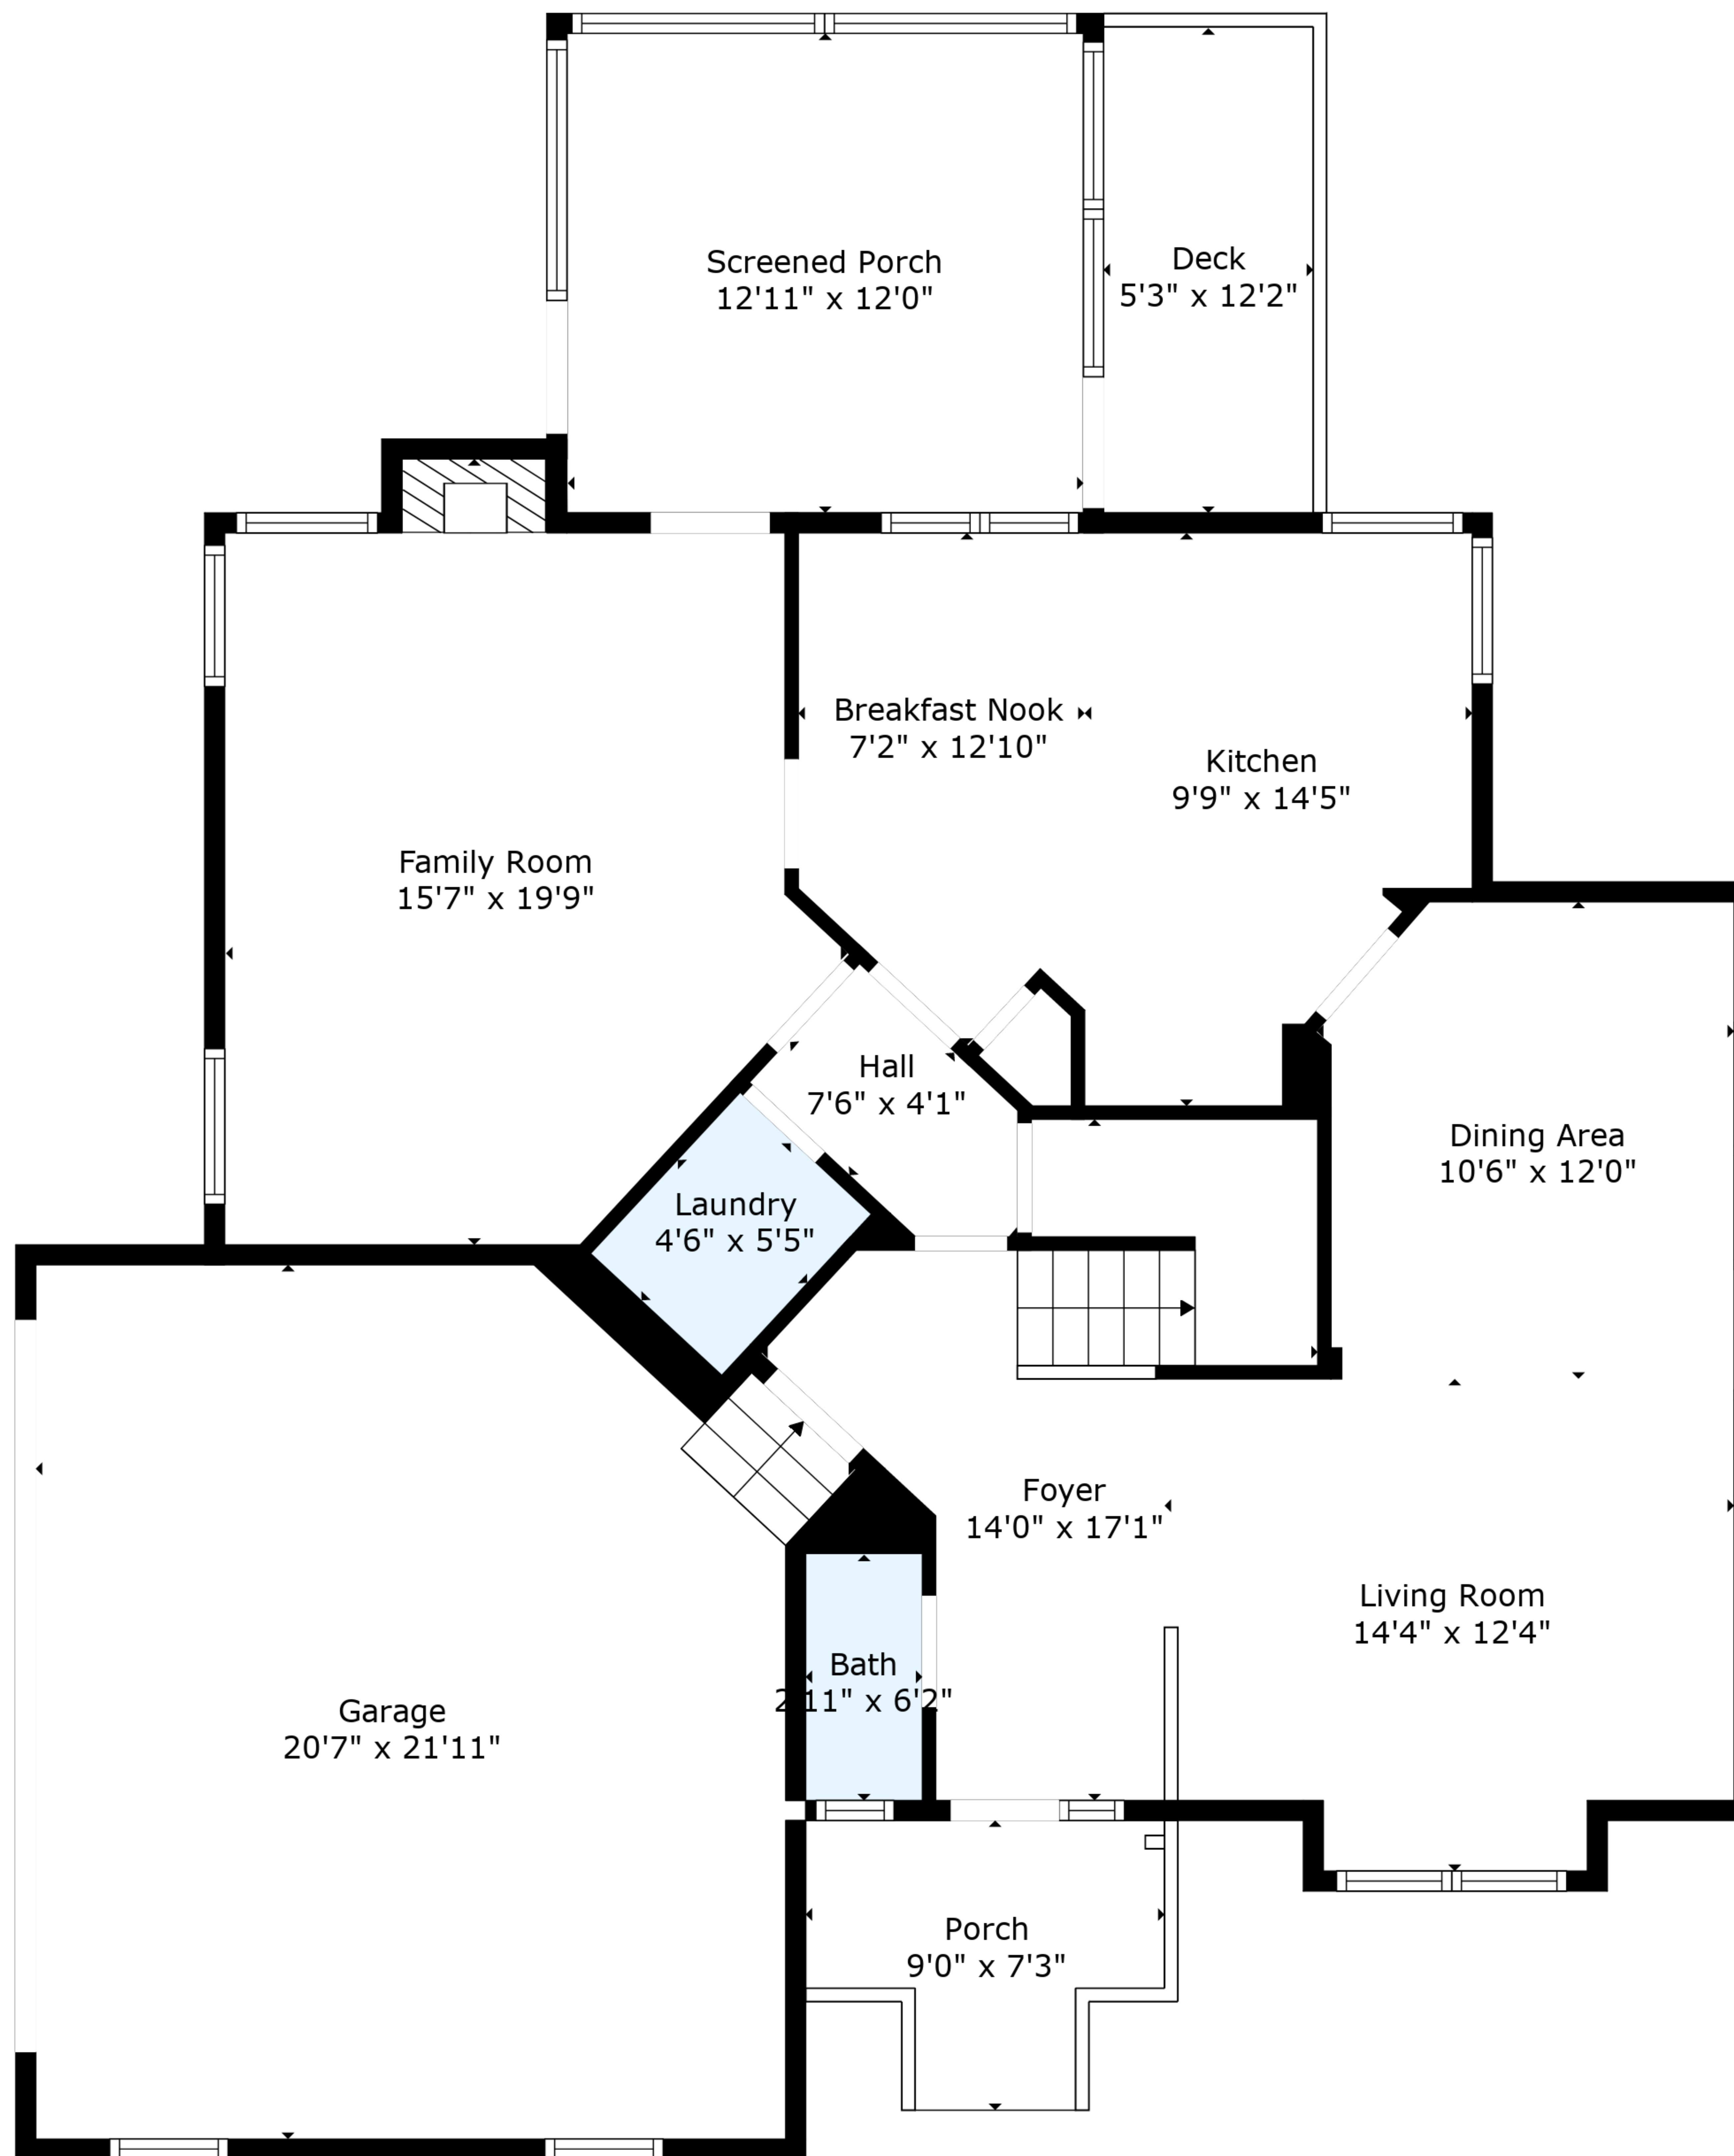 Screened Porch
12'11" x 12'0"
Deck
5'3" x 12'2"
Breakfast Nook
7'2" x 12'10"
Kitchen
9'9" x 14'5"
Family Room
15'7" x 19'9"
Hall
7'6" x 4'1"
Dining Area
10'6" x 12'0"
Laundry
4'6" x 5'5"
Foyer
14'0" x 17'1"
Living Room
14'4" x 12'4"
Bath
2'11" x 6'2"
Garage
20'7" x 21'11"
Porch
9'0" x 7'3"